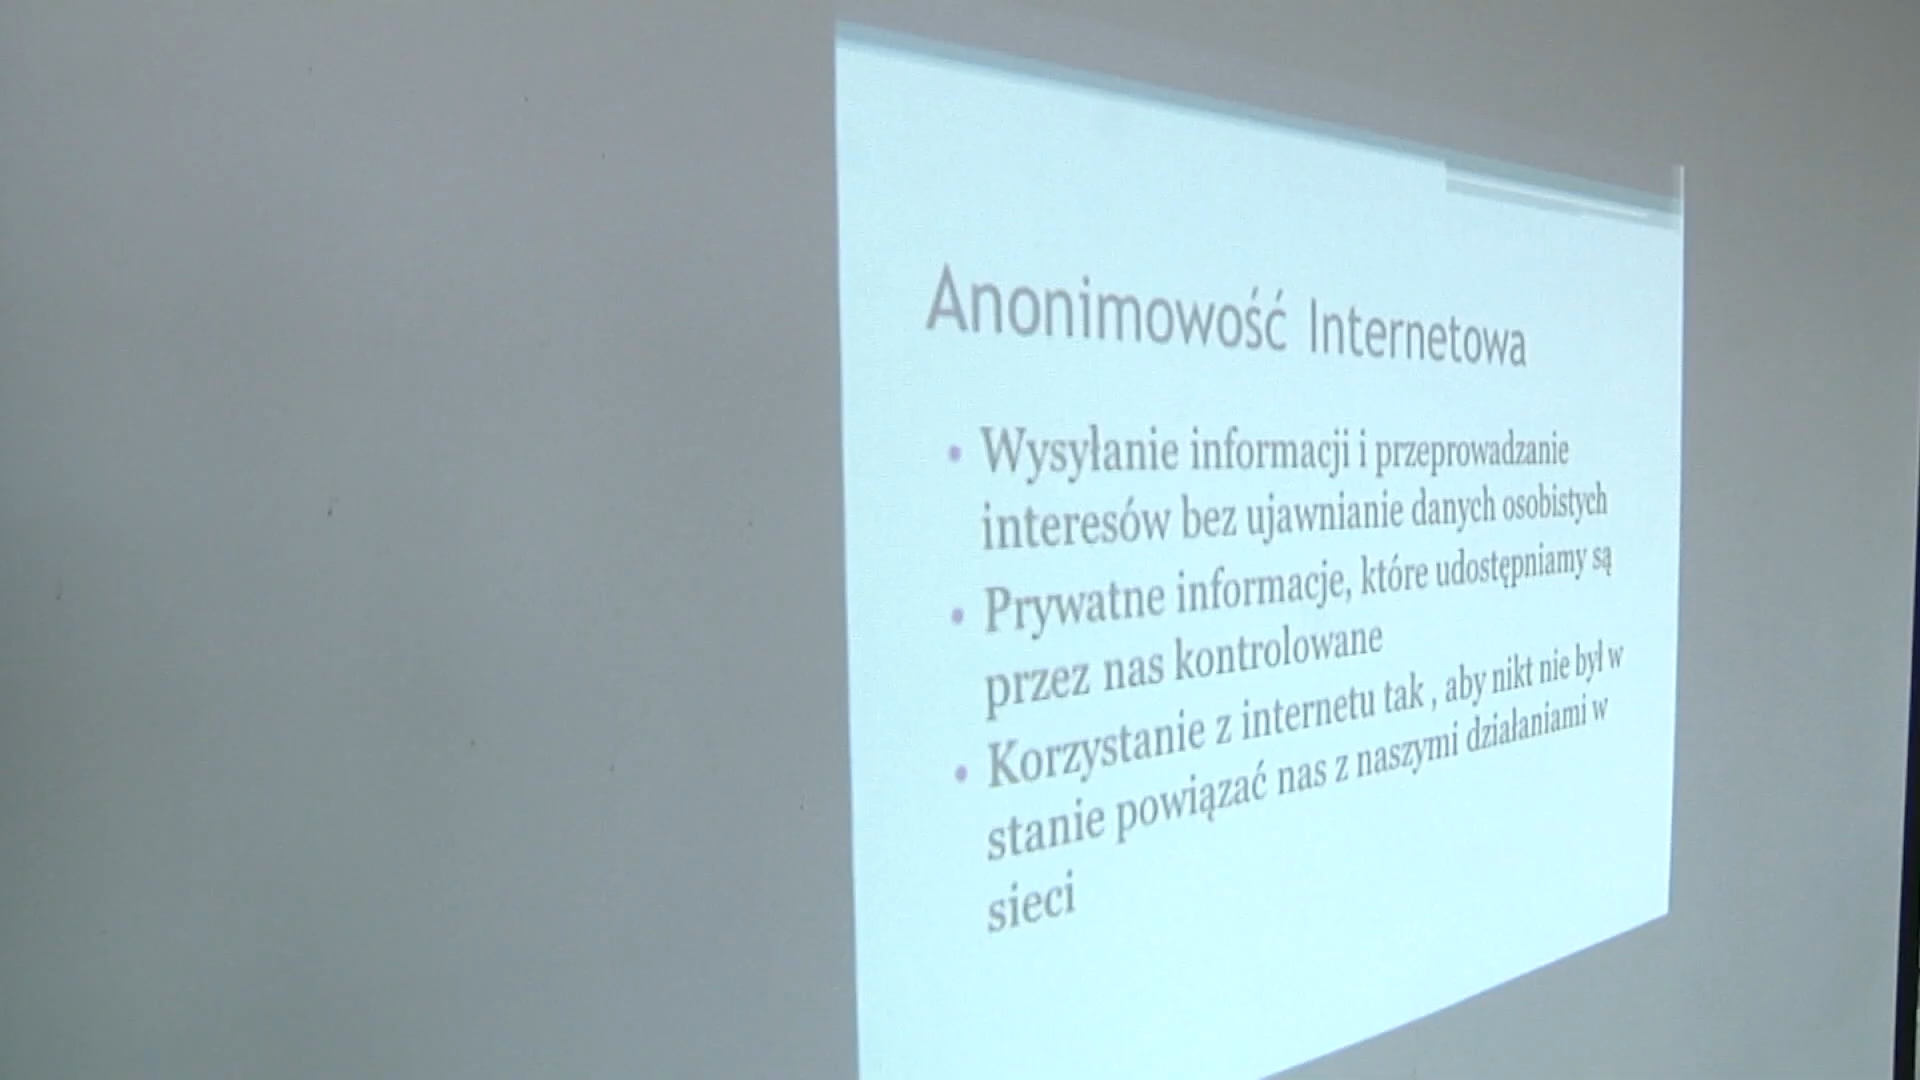 Anonimowość Internetowa
• Wysyłanie informacji i przeprowadzanie
interesów bez ujawnianie danych osobistych
• Prywatne informacje, które udostępniamy są
przez nas kontrolowane
• Korzystanie z internetu tak , aby nikt nie był w
stanie powiązać nas z naszymi działaniami w
sieci